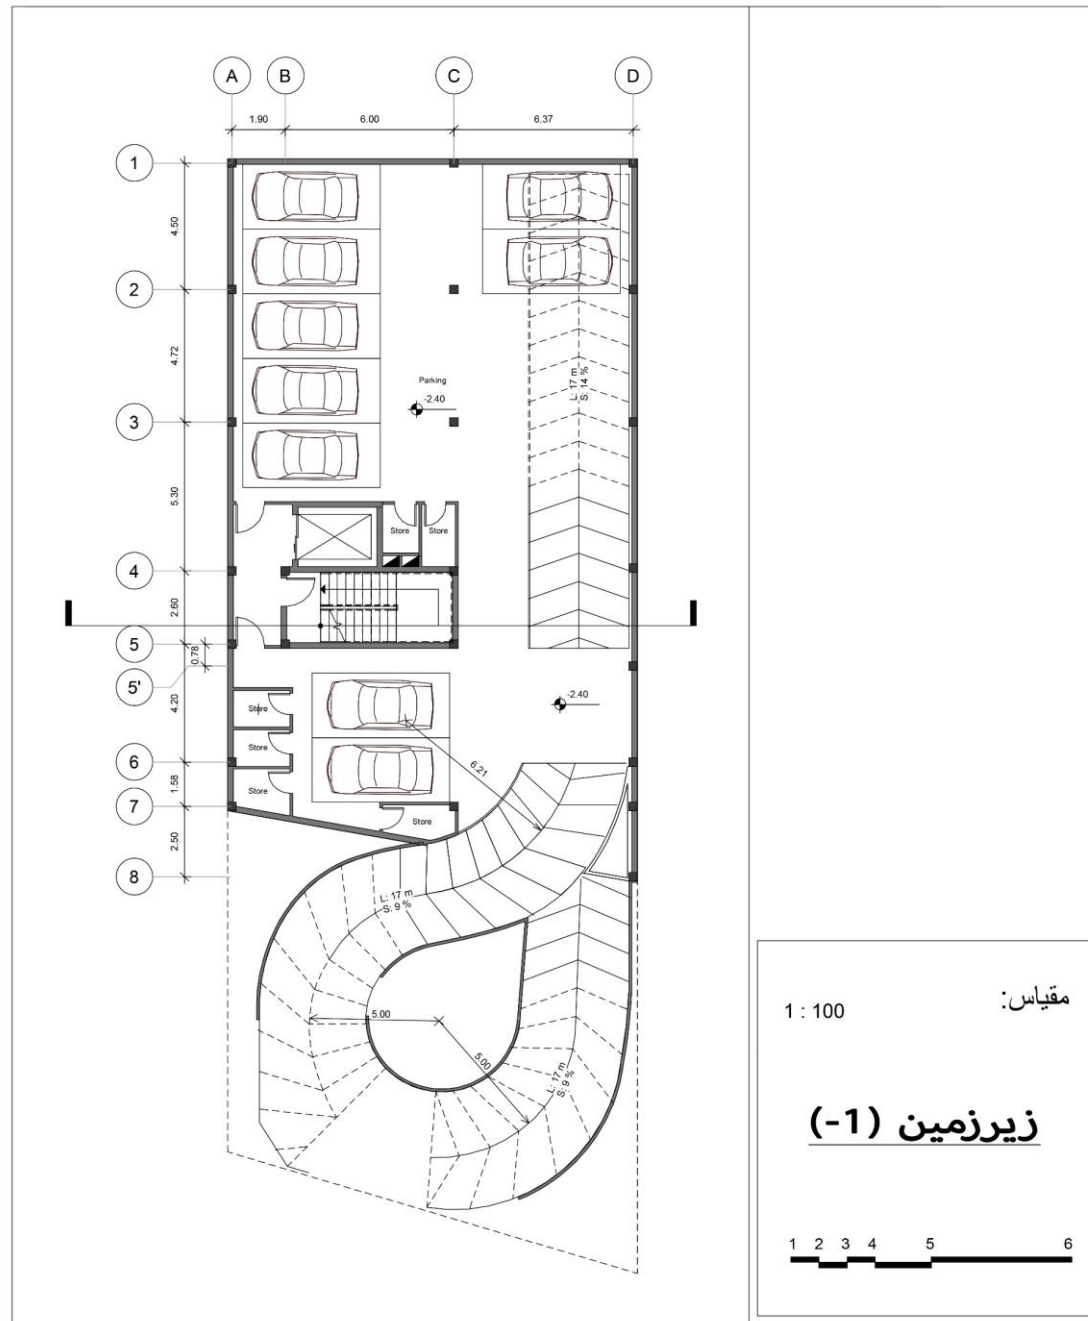 A B C D
1.90 6.00 6.37
1
4.50
2
4.72
Parking
-2.40
L: 17 m
S: 14 %
3
5.30
Store Store
4
2.60
5
0.78
5'
4.20
-2.40
Store
Store
6
6.21
1.58
Store
7
Store
2.50
8
L: 17 m
S: 9 %
5.00
5.00
L: 17 m
S: 9 %
مقیاس:
1 : 100
زیرزمین (1-)
1 2 3 4 5 6